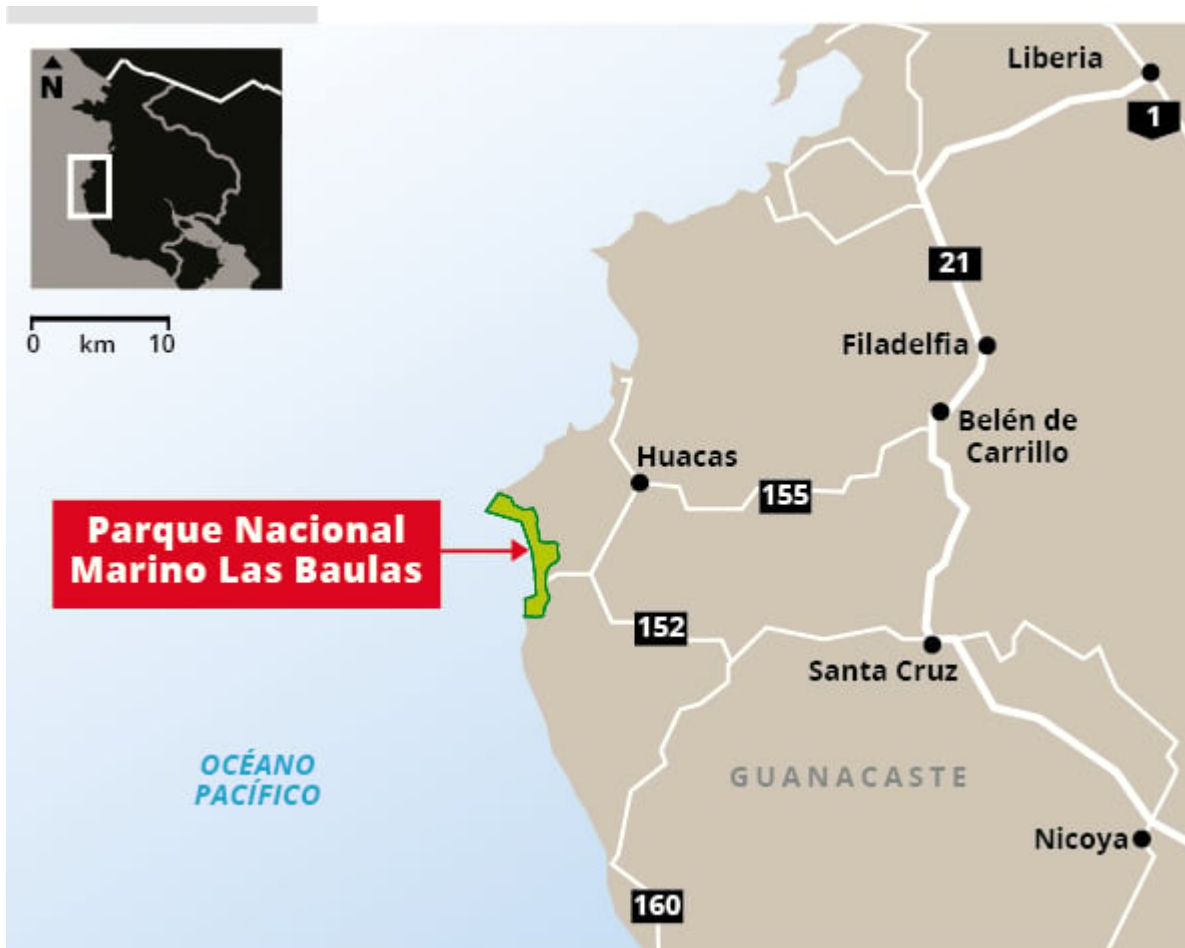 N
0 km 10
Liberia
1
21
Filadelfia
Belén de
Carrillo
Huacas
155
Parque Nacional
Marino Las Baulas
152
Santa Cruz
OCÉANO
PACÍFICO
GUANACASTE
Nicoya
160